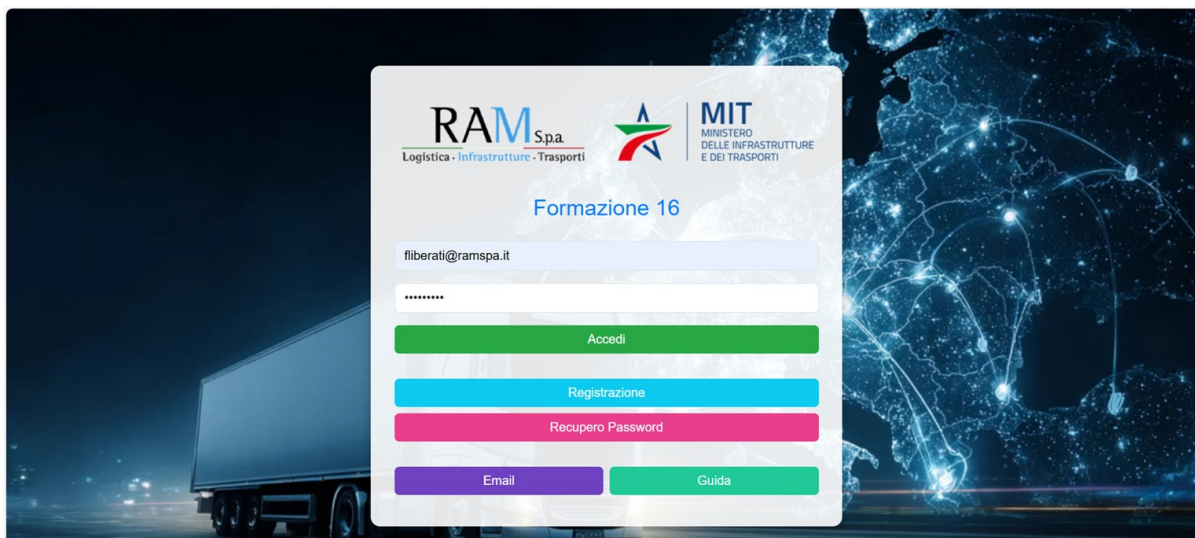 RAM S.p.a.
Logistica • Infrastrutture • Trasporti
MIT
MINISTERO
DELLE INFRASTRUTTURE
E DEI TRASPORTI
Formazione 16
fliberati@ramspa.it
•••••••••
Accedi
Registrazione
Recupero Password
Email
Guida